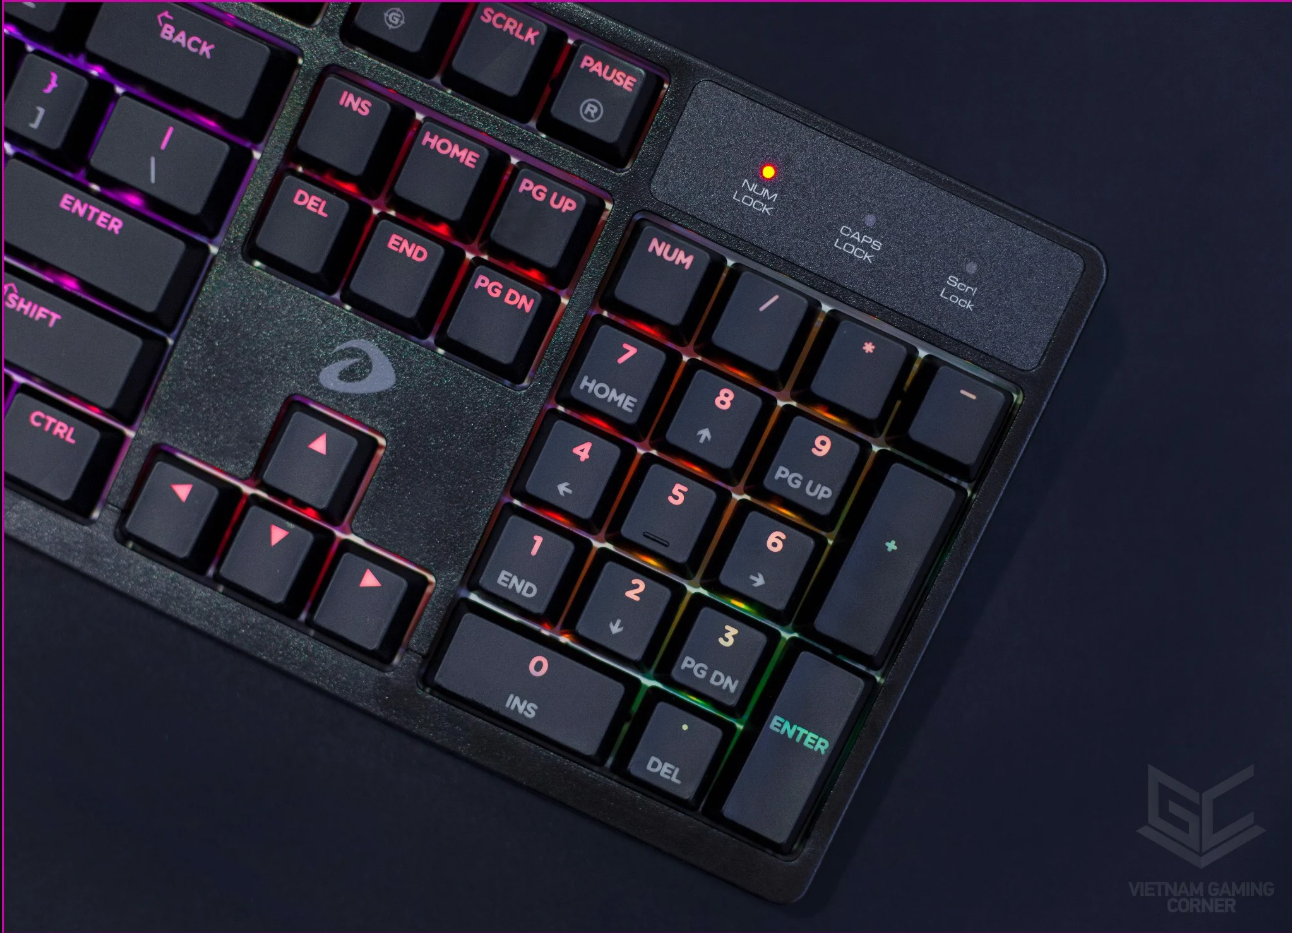 BACK
SCRLK
PAUSE
R
}
]
|
\
INS
HOME
PG UP
ENTER
DEL
END
PG DN
SHIFT
CTRL
NUM
LOCK
CAPS
LOCK
Scrl
Lock
NUM
/
*
-
7
HOME
8
9
PG UP
+
4
5
6
1
END
2
3
PG DN
ENTER
0
INS
.
DEL
VIETNAM GAMING
CORNER